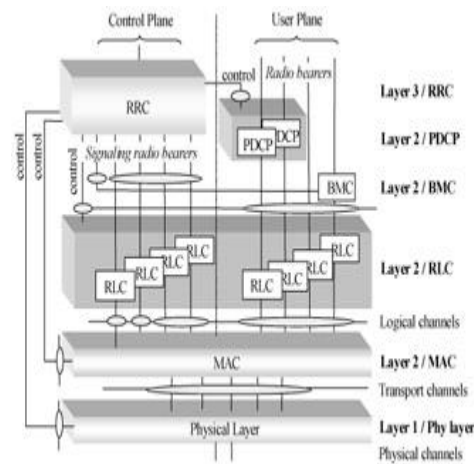 Control Plane
User Plane
Radio bearers
control
Layer 3 / RRC
RRC
PDCP
PDCP
Layer 2 / PDCP
control
control
control
Signaling radio bearers
BMC
Layer 2 / BMC
RLC
RLC
RLC
RLC
RLC
RLC
RLC
RLC
Layer 2 / RLC
Logical channels
MAC
Layer 2 / MAC
Transport channels
Physical Layer
Layer 1 / Phy layer
Physical channels